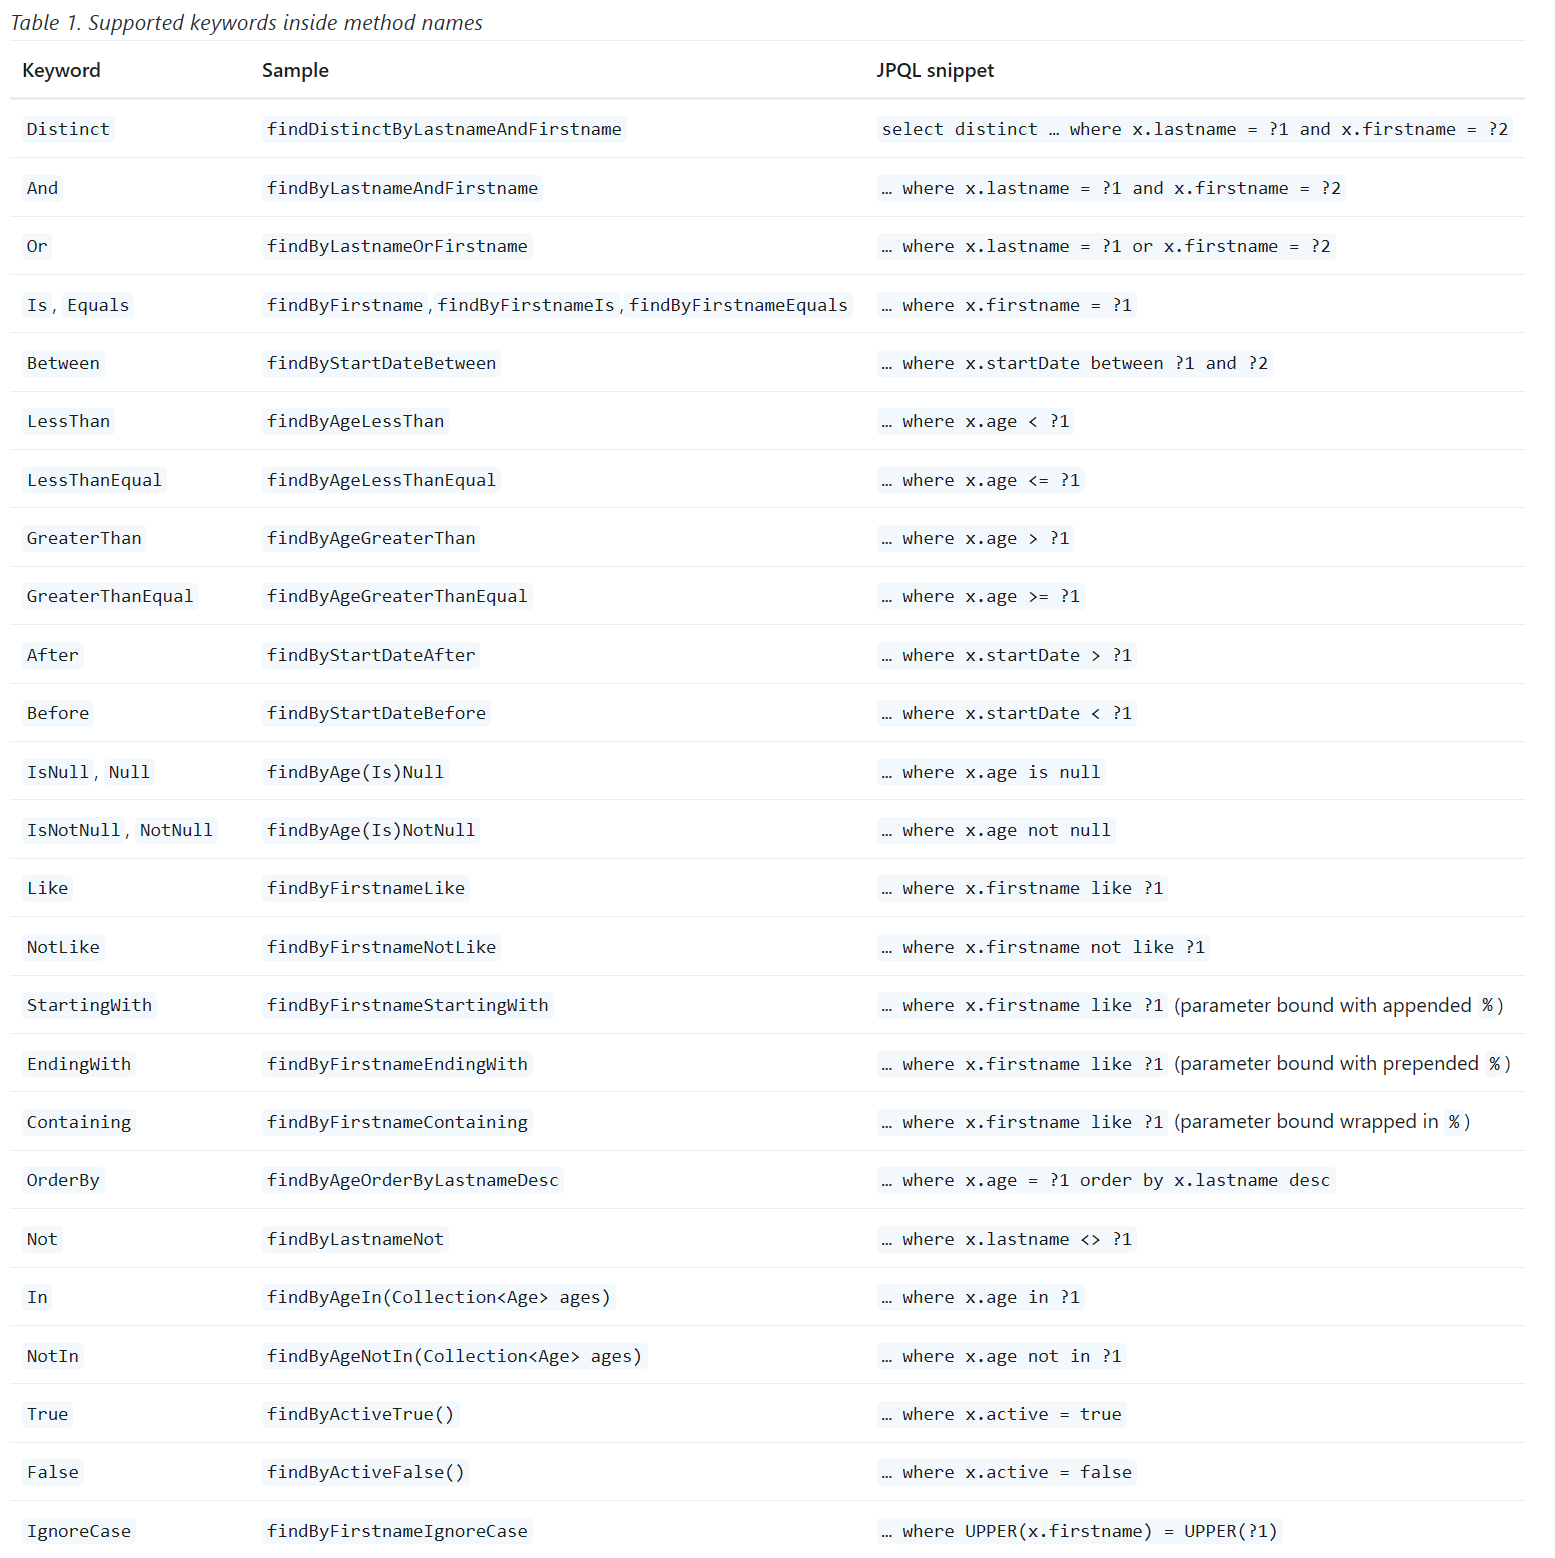 Table 1. Supported keywords inside method names
Keyword Sample JPQL snippet
Distinct findDistinctByLastnameAndFirstname select distinct … where x.lastname = ?1 and x.firstname = ?2
And findByLastnameAndFirstname … where x.lastname = ?1 and x.firstname = ?2
Or findByLastnameOrFirstname … where x.lastname = ?1 or x.firstname = ?2
Is, Equals findByFirstname,findByFirstnameIs,findByFirstnameEquals … where x.firstname = ?1
Between findByStartDateBetween … where x.startDate between ?1 and ?2
LessThan findByAgeLessThan … where x.age < ?1
LessThanEqual findByAgeLessThanEqual … where x.age <= ?1
GreaterThan findByAgeGreaterThan … where x.age > ?1
GreaterThanEqual findByAgeGreaterThanEqual … where x.age >= ?1
After findByStartDateAfter … where x.startDate > ?1
Before findByStartDateBefore … where x.startDate < ?1
IsNull, Null findByAge(Is)Null … where x.age is null
IsNotNull, NotNull findByAge(Is)NotNull … where x.age not null
Like findByFirstnameLike … where x.firstname like ?1
NotLike findByFirstnameNotLike … where x.firstname not like ?1
StartingWith findByFirstnameStartingWith … where x.firstname like ?1 (parameter bound with appended %)
EndingWith findByFirstnameEndingWith … where x.firstname like ?1 (parameter bound with prepended %)
Containing findByFirstnameContaining … where x.firstname like ?1 (parameter bound wrapped in %)
OrderBy findByAgeOrderByLastnameDesc … where x.age = ?1 order by x.lastname desc
Not findByLastnameNot … where x.lastname <> ?1
In findByAgeIn(Collection<Age> ages) … where x.age in ?1
NotIn findByAgeNotIn(Collection<Age> ages) … where x.age not in ?1
True findByActiveTrue() … where x.active = true
False findByActiveFalse() … where x.active = false
IgnoreCase findByFirstnameIgnoreCase … where UPPER(x.firstname) = UPPER(?1)